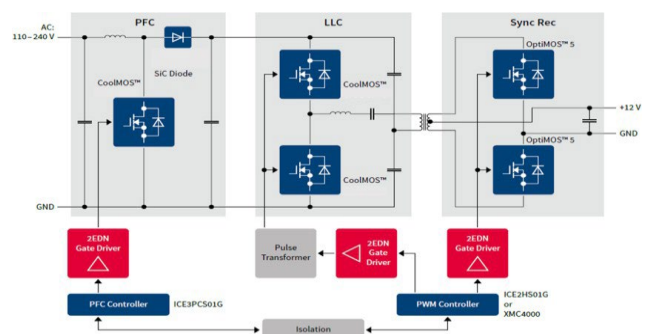 PFC
LLC
Sync Rec
AC:
110–240 V
SiC Diode
CoolMOS™
CoolMOS™
CoolMOS™
OptiMOS™ 5
+12 V
GND
OptiMOS™ 5
GND
2EDN
Gate Driver
Pulse
Transformer
2EDN
Gate
Driver
2EDN
Gate Driver
PFC Controller
ICE3PC501G
PWM Controller
ICE2HS01G
or
XMC4000
Isolation